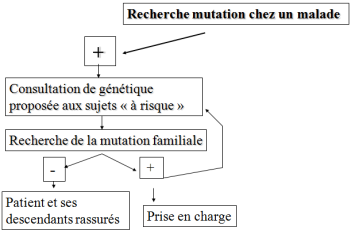 Recherche mutation chez un malade
+
Consultation de génétique
proposée aux sujets « à risque »
Recherche de la mutation familiale
-
+
Patient et ses
descendants rassurés
Prise en charge